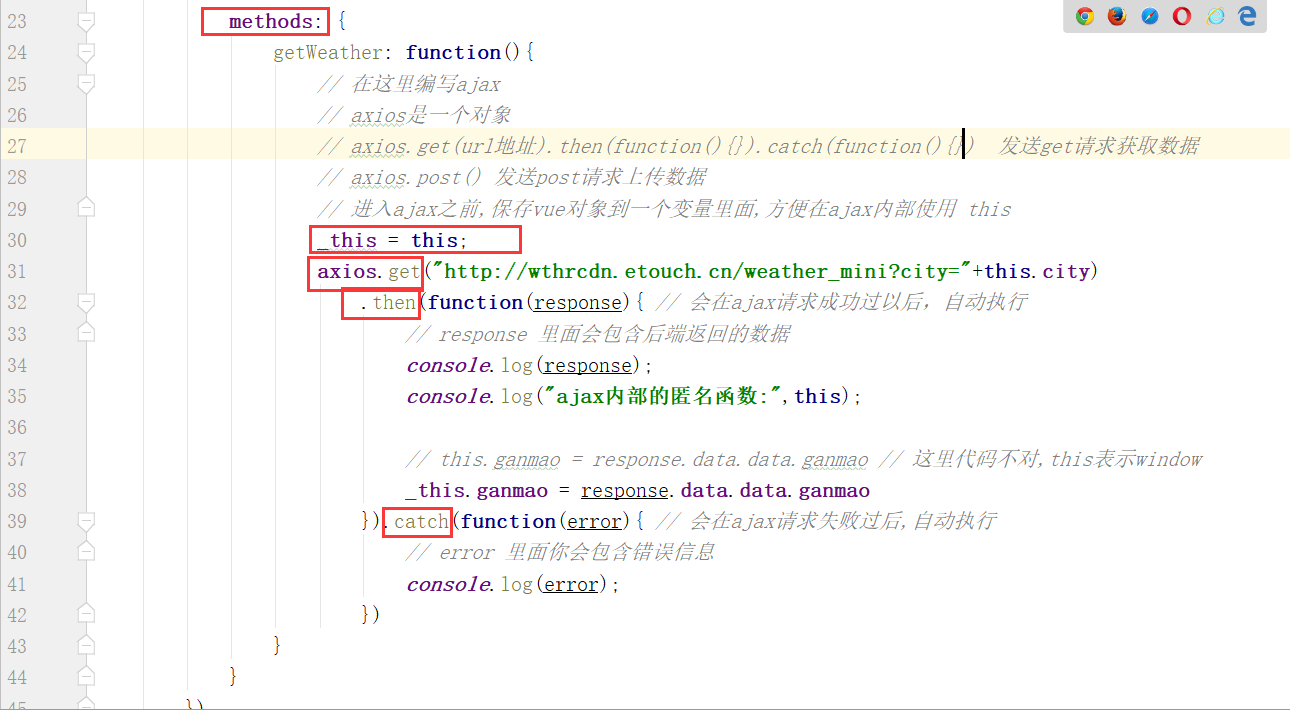 23 methods: {
24 getWeather: function(){
25 // 在这里编写ajax
26 // axios是一个对象
27 // axios.get(url地址).then(function(){}).catch(function(){}) 发送get请求获取数据
28 // axios.post() 发送post请求上传数据
29 // 进入ajax之前,保存vue对象到一个变量里面,方便在ajax内部使用 this
30 _this = this;
31 axios.get("http://wthrcdn.etouch.cn/weather_mini?city="+this.city)
32 .then(function(response){ // 会在ajax请求成功过以后，自动执行
33 // response 里面会包含后端返回的数据
34 console.log(response);
35 console.log("ajax内部的匿名函数:",this);
36
37 // this.ganmao = response.data.data.ganmao // 这里代码不对,this表示window
38 _this.ganmao = response.data.data.ganmao
39 }).catch(function(error){ // 会在ajax请求失败过后,自动执行
40 // error 里面你会包含错误信息
41 console.log(error);
42 })
43 }
44 }
45 })